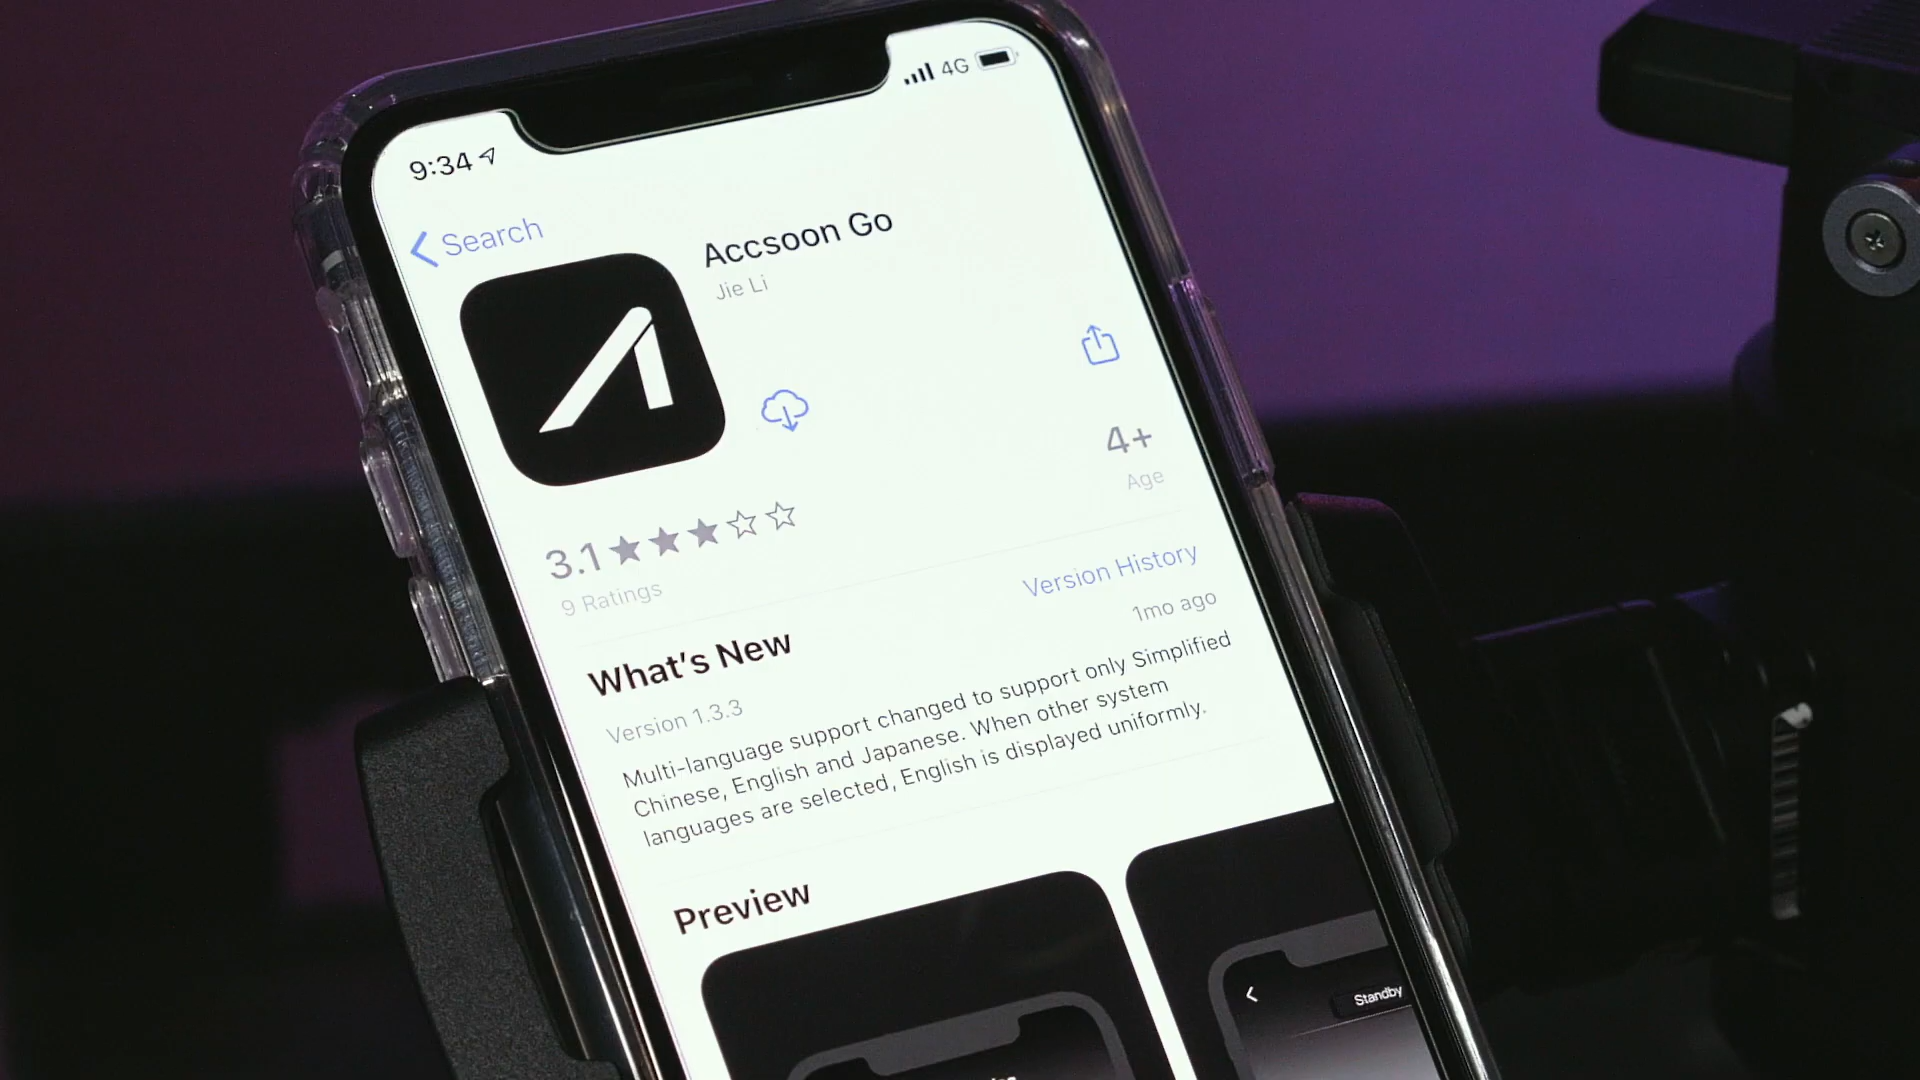 9:34
4G
Search
Accsoon Go
Jie Li
4+
Age
3.1
9 Ratings
What's New
Version History
1mo ago
Version 1.3.3
Multi-language support changed to support only Simplified
Chinese, English and Japanese. When other system
languages are selected, English is displayed uniformly.
Preview
Standby